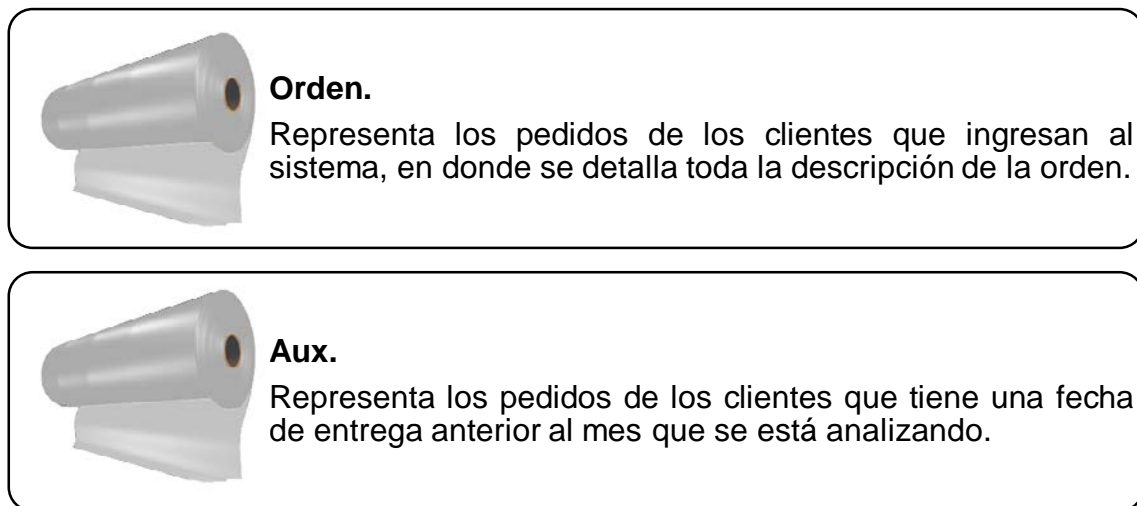 Orden.
Representa los pedidos de los clientes que ingresan al
sistema, en donde se detalla toda la descripción de la orden.
Aux.
Representa los pedidos de los clientes que tiene una fecha
de entrega anterior al mes que se está analizando.